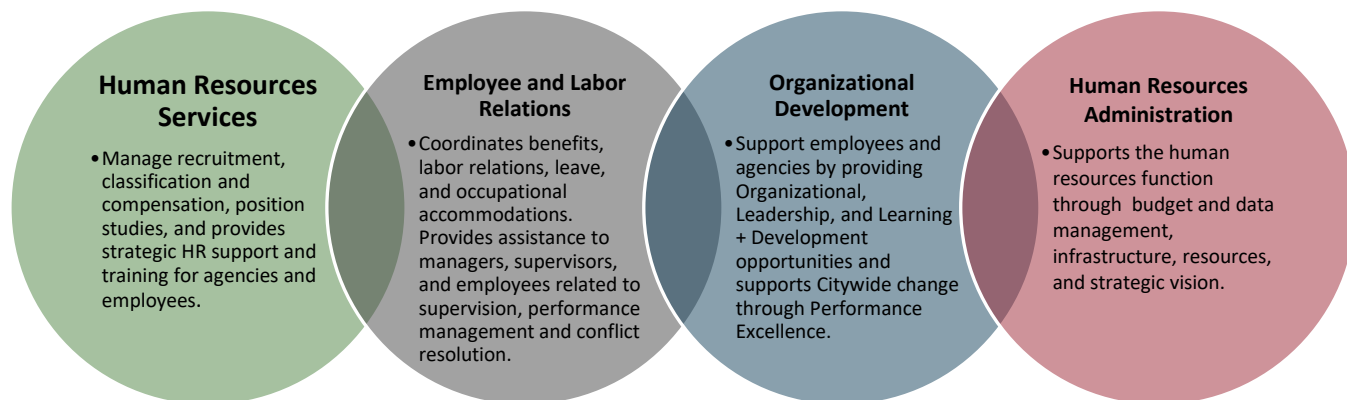 Human Resources
Services
•Manage recruitment,
classification and
compensation, position
studies, and provides
strategic HR support and
training for agencies and
employees.
Employee and Labor
Relations
•Coordinates benefits,
labor relations, leave,
and occupational
accommodations.
Provides assistance to
managers, supervisors,
and employees related to
supervision, performance
management and conflict
resolution.
Organizational
Development
•Support employees and
agencies by providing
Organizational,
Leadership, and Learning
+ Development
opportunities and
supports Citywide change
through Performance
Excellence.
Human Resources
Administration
•Supports the human
resources function
through budget and data
management,
infrastructure, resources,
and strategic vision.